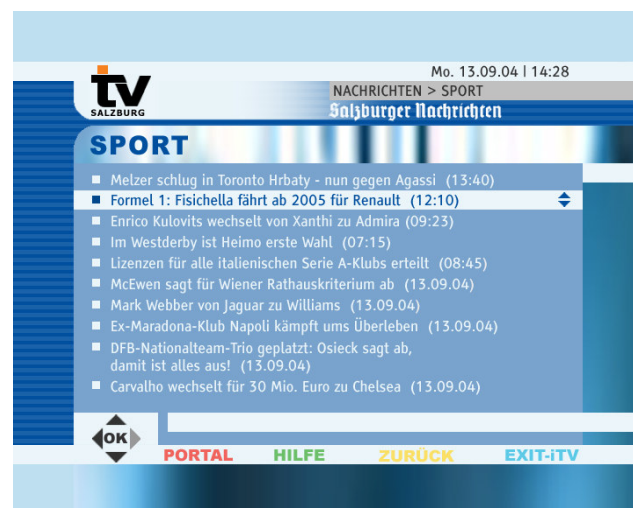 tv
SALZBURG
Mo. 13.09.04 | 14:28
NACHRICHTEN > SPORT
Salzburger Nachrichten
SPORT
Melzer schlug in Toronto Hrbaty - nun gegen Agassi (13:40)
Formel 1: Fisichella fährt ab 2005 für Renault (12:10)
Enrico Kulovits wechselt von Xanthi zu Admira (09:23)
Im Westderby ist Heimo erste Wahl (07:15)
Lizenzen für alle italienischen Serie A-Klubs erteilt (08:45)
McEwen sagt für Wiener Rathauskriterium ab (13.09.04)
Mark Webber von Jaguar zu Williams (13.09.04)
Ex-Maradona-Klub Napoli kämpft ums Überleben (13.09.04)
DFB-Nationalteam-Trio geplatzt: Osieck sagt ab,
damit ist alles aus! (13.09.04)
Carvalho wechselt für 30 Mio. Euro zu Chelsea (13.09.04)
OK
PORTAL HILFE ZURÜCK EXIT-iTV